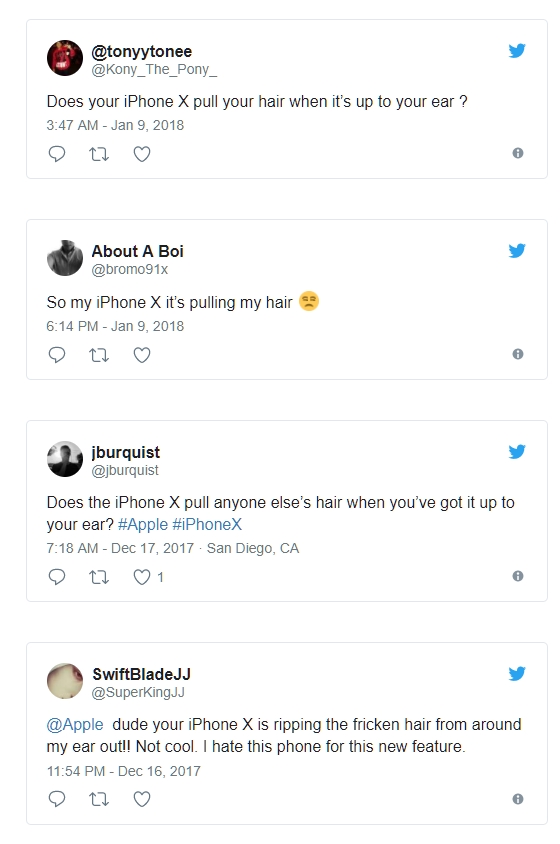 @tonyytonee
@Kony_The_Pony_
Does your iPhone X pull your hair when it’s up to your ear ?
3:47 AM - Jan 9, 2018
About A Boi
@bromo91x
So my iPhone X it’s pulling my hair 😒
6:14 PM - Jan 9, 2018
jburquist
@jburquist
Does the iPhone X pull anyone else’s hair when you’ve got it up to
your ear? #Apple #iPhoneX
7:18 AM - Dec 17, 2017 · San Diego, CA
1
SwiftBladeJJ
@SuperKingJJ
@Apple dude your iPhone X is ripping the fricken hair from around
my ear out!! Not cool. I hate this phone for this new feature.
11:54 PM - Dec 16, 2017